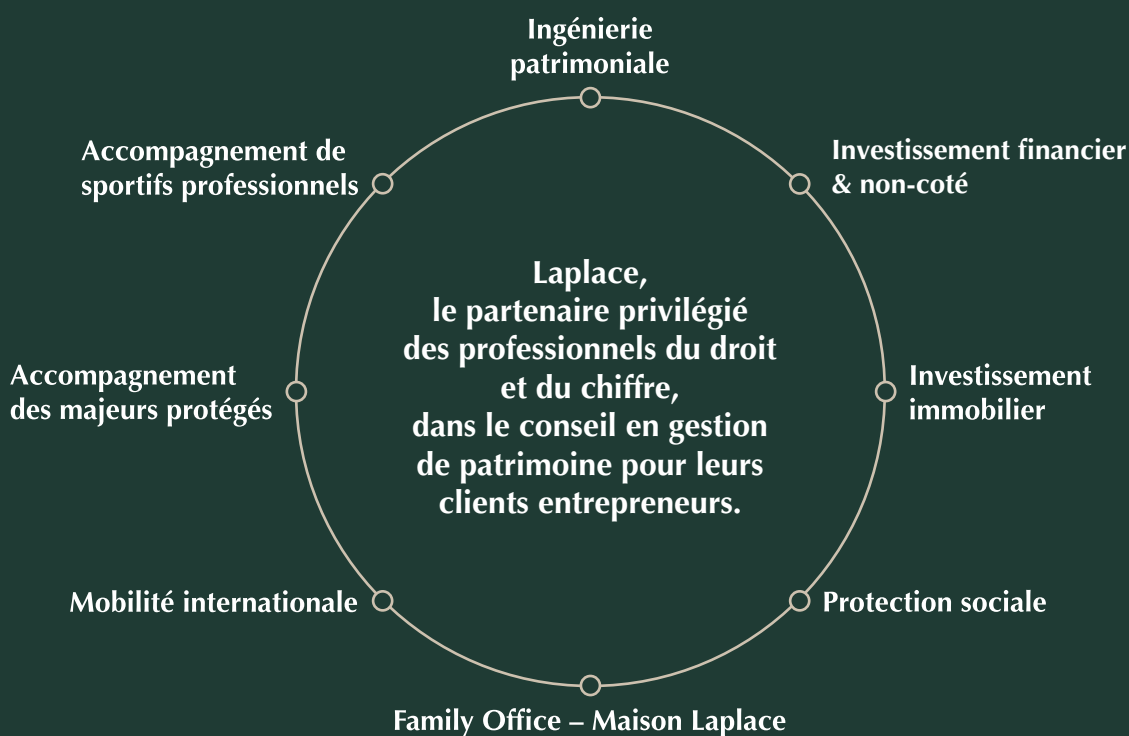 Ingénierie
patrimoniale
Accompagnement de
sportifs professionnels
Investissement financier
& non-coté
Laplace,
le partenaire privilégié
des professionnels du droit
et du chiffre,
dans le conseil en gestion
de patrimoine pour leurs
clients entrepreneurs.
Accompagnement
des majeurs protégés
Investissement
immobilier
Mobilité internationale
Protection sociale
Family Office – Maison Laplace